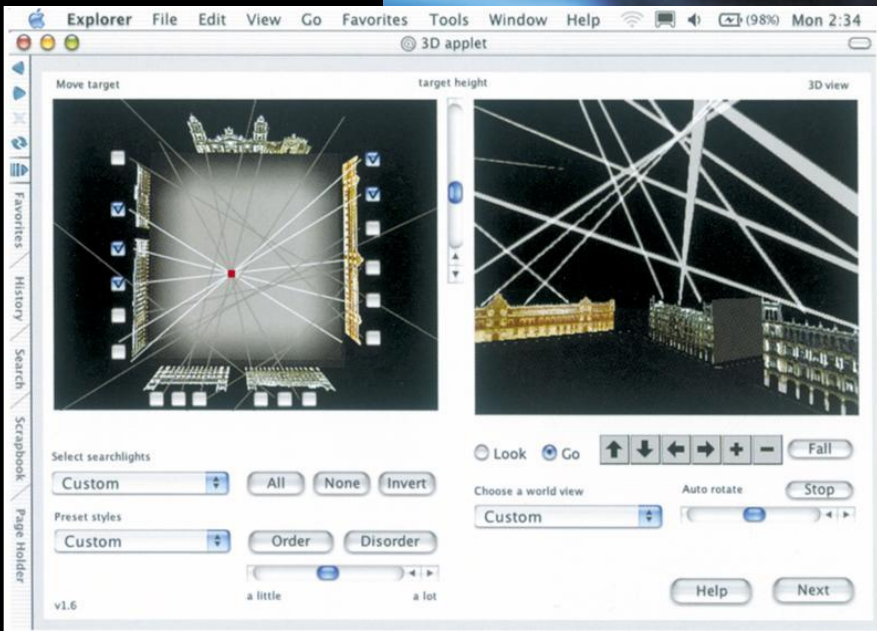 Explorer File Edit View Go Favorites Tools Window Help (98%) Mon 2:34
3D applet
Move target
target height
3D view
Favorites
History
Search
Scrapbook
Page Holder
Select searchlights
Custom
All None Invert
Preset styles
Custom
Order Disorder
a little a lot
v1.6
Look Go Fall
Choose a world view
Auto rotate
Stop
Custom
Help Next